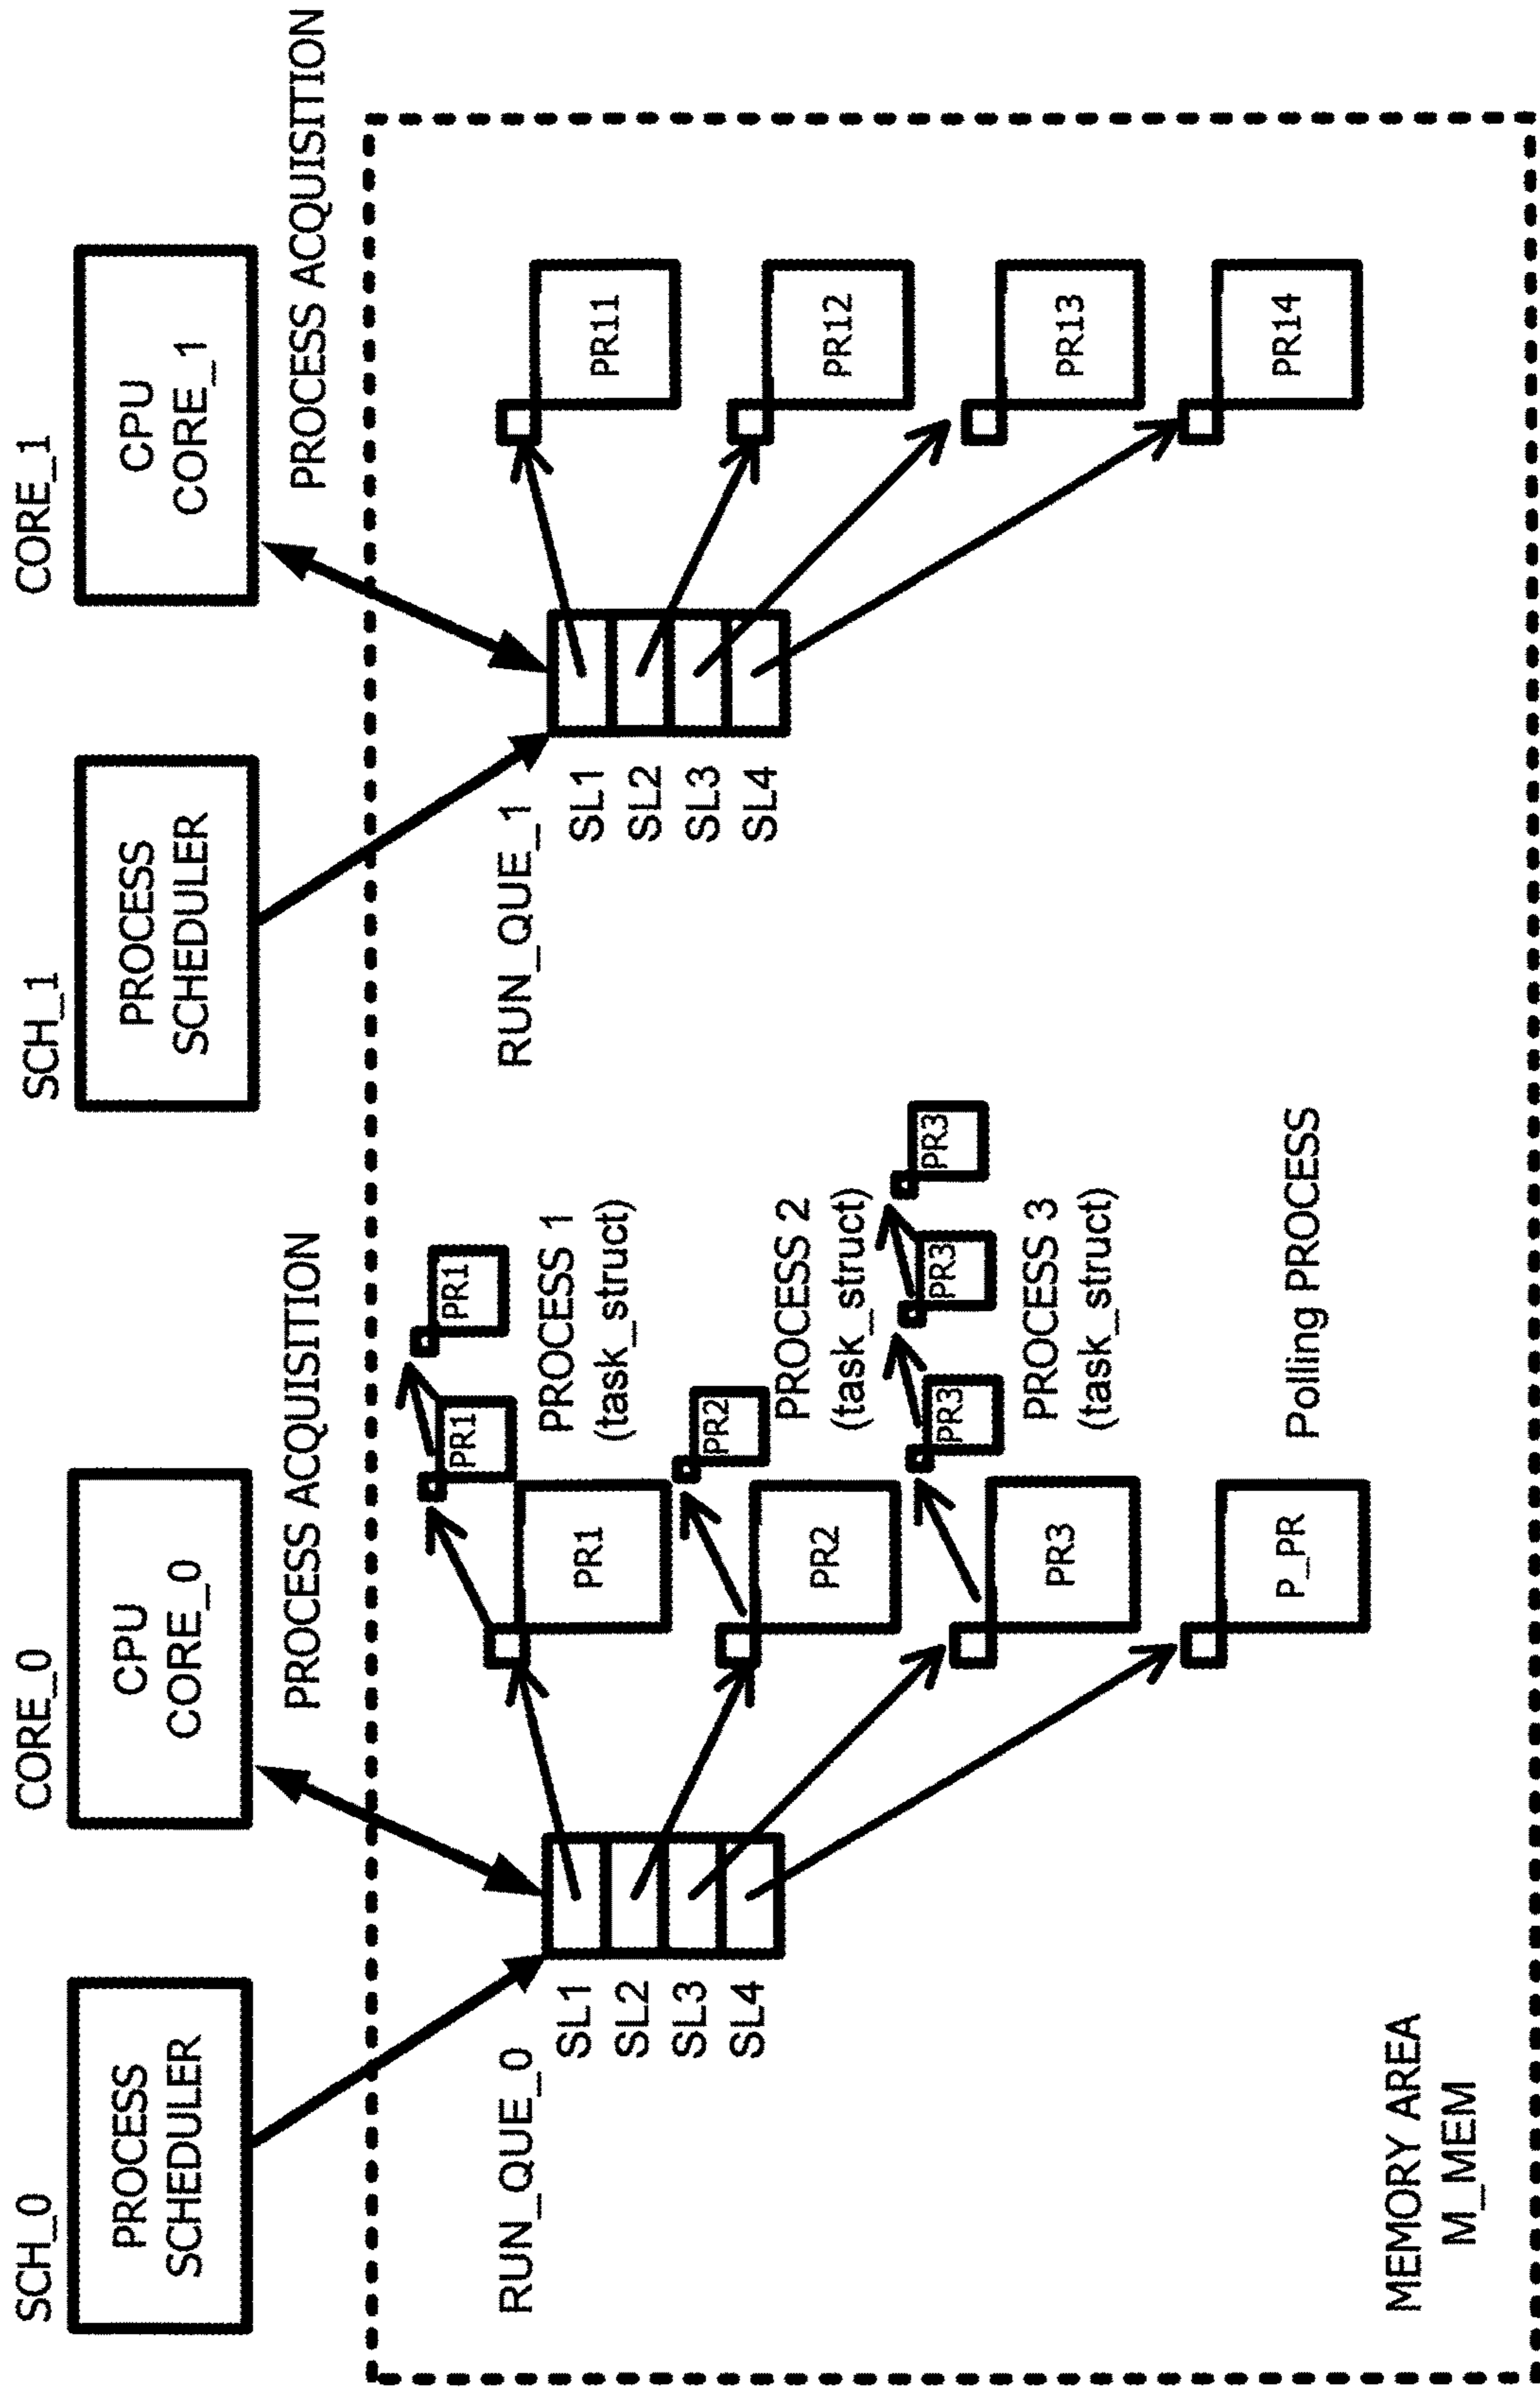 SCH_0
PROCESS
SCHEDULER
CORE_0
CPU
CORE_0
SCH_1
PROCESS
SCHEDULER
CORE_1
CPU
CORE_1
PROCESS ACQUISITION
PROCESS ACQUISITION
RUN_QUE_0
SL1
SL2
SL3
SL4
PR1
PR1
PR1
PROCESS 1
(task_struct)
PR2
PR2
PROCESS 2
(task_struct)
PR3
PR3
PR3
PR3
PROCESS 3
(task_struct)
P_PR
Polling PROCESS
RUN_QUE_1
SL1
SL2
SL3
SL4
PR11
PR12
PR13
PR14
MEMORY AREA
M_MEM